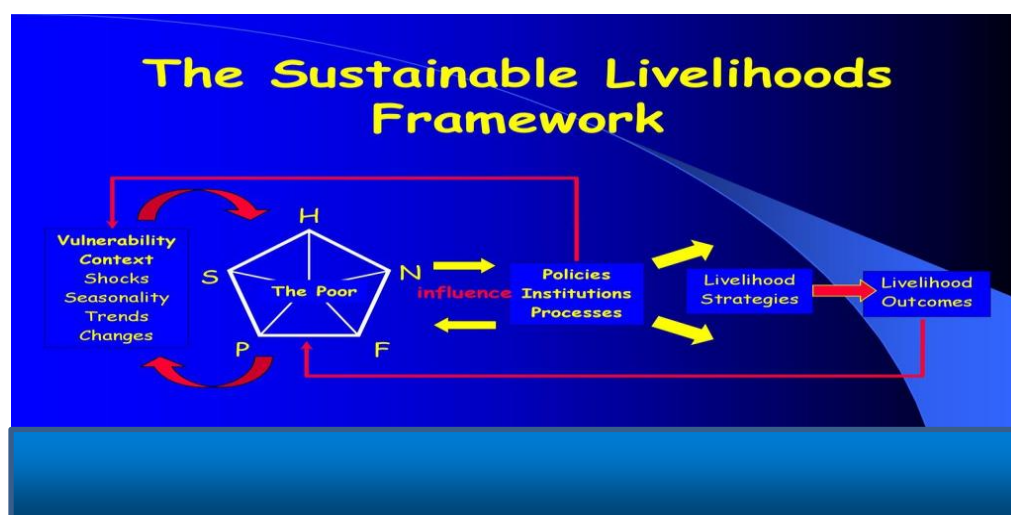 The Sustainable Livelihoods
Framework
Vulnerability
Context
Shocks
Seasonality
Trends
Changes
H
S
The Poor
N
P
F
influence
Policies
Institutions
Processes
Livelihood
Strategies
Livelihood
Outcomes